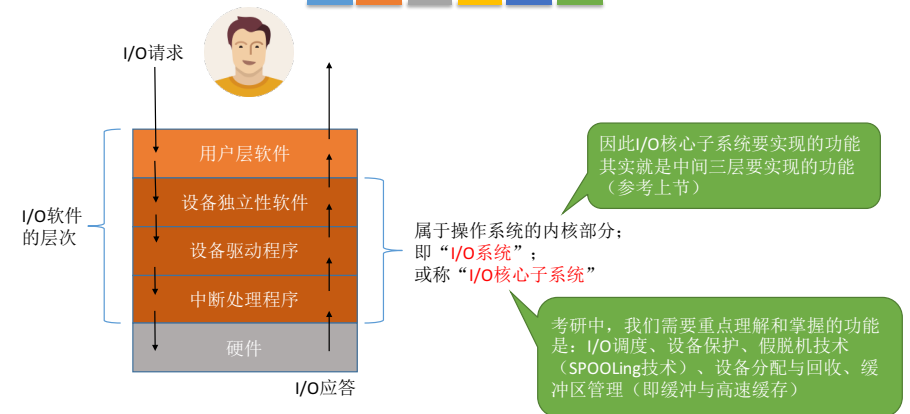 I/O请求
用户层软件
设备独立性软件
设备驱动程序
中断处理程序
硬件
I/O应答
I/O软件
的层次
属于操作系统的内核部分；
即“I/O系统”；
或称“I/O核心子系统”
因此I/O核心子系统要实现的功能
其实就是中间三层要实现的功能
（参考上节）
考研中，我们需要重点理解和掌握的功能
是：I/O调度、设备保护、假脱机技术
（SPOOLing技术）、设备分配与回收、缓
冲区管理（即缓冲与高速缓存）